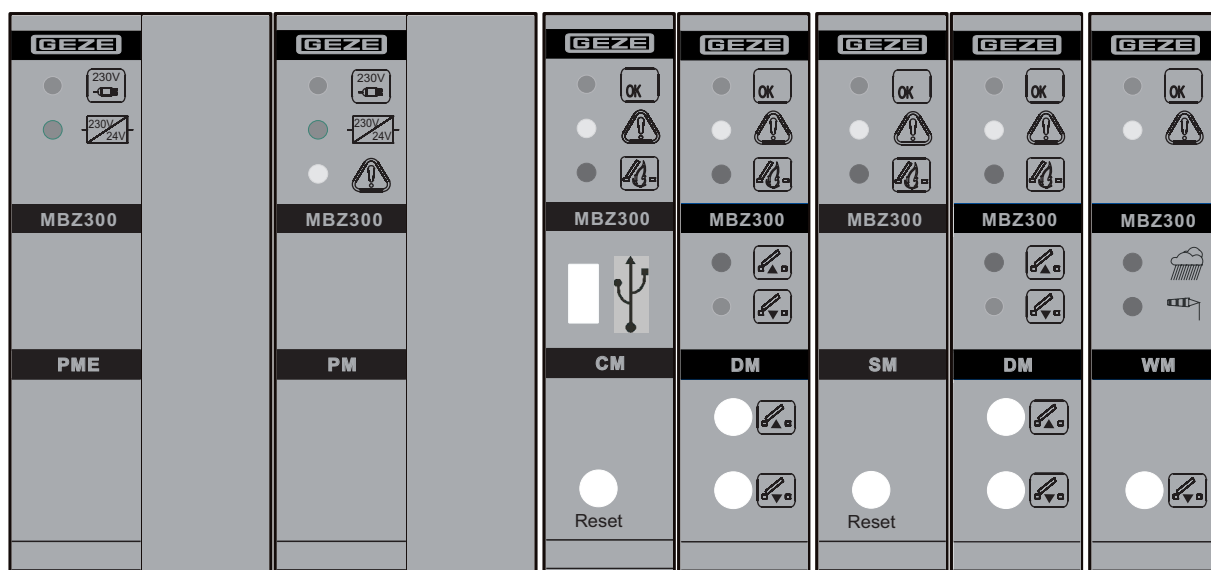 GEZE GEZE GEZE GEZE GEZE GEZE GEZE
230V 230V OK OK OK OK OK
230V 24V 230V 24V
MBZ300 MBZ300 MBZ300 MBZ300 MBZ300 MBZ300 MBZ300
PME PM CM DM SM DM WM
Reset Reset